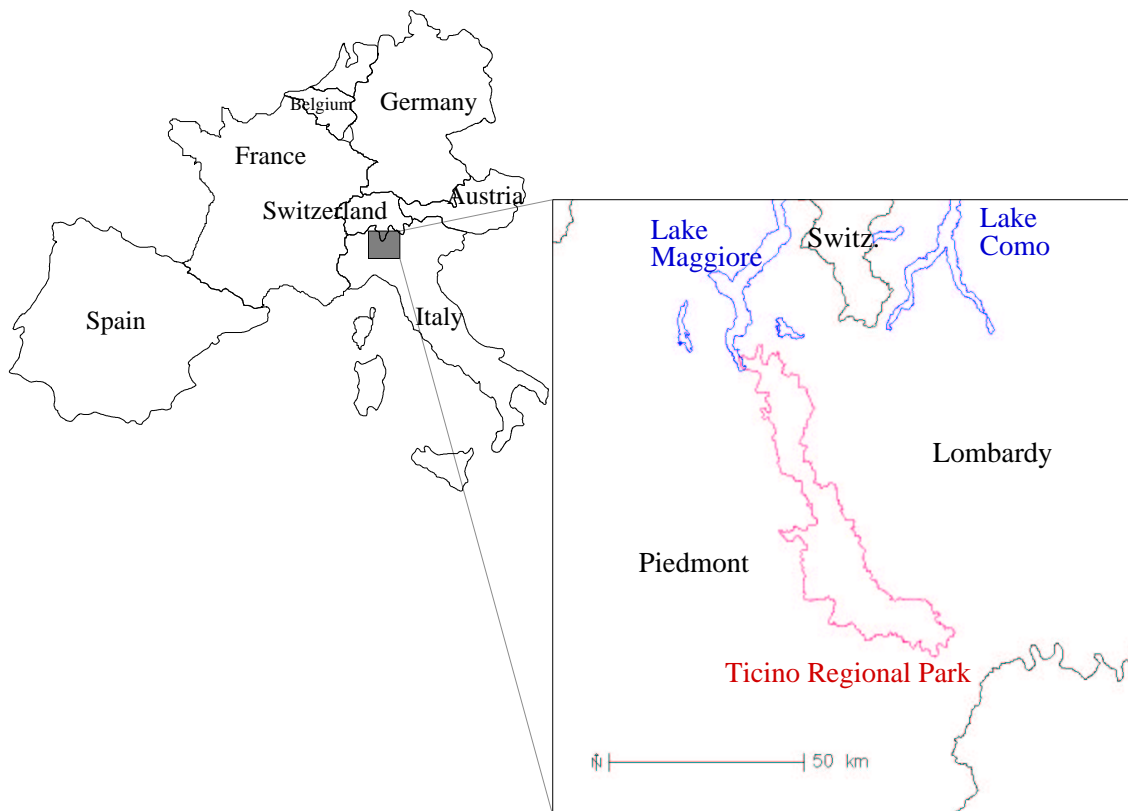 Belgium
Germany
France
Austria
Switzerland
Spain
Italy
Lake
Maggiore
Switz.
Lake
Como
Lombardy
Piedmont
Ticino Regional Park
N
50 km